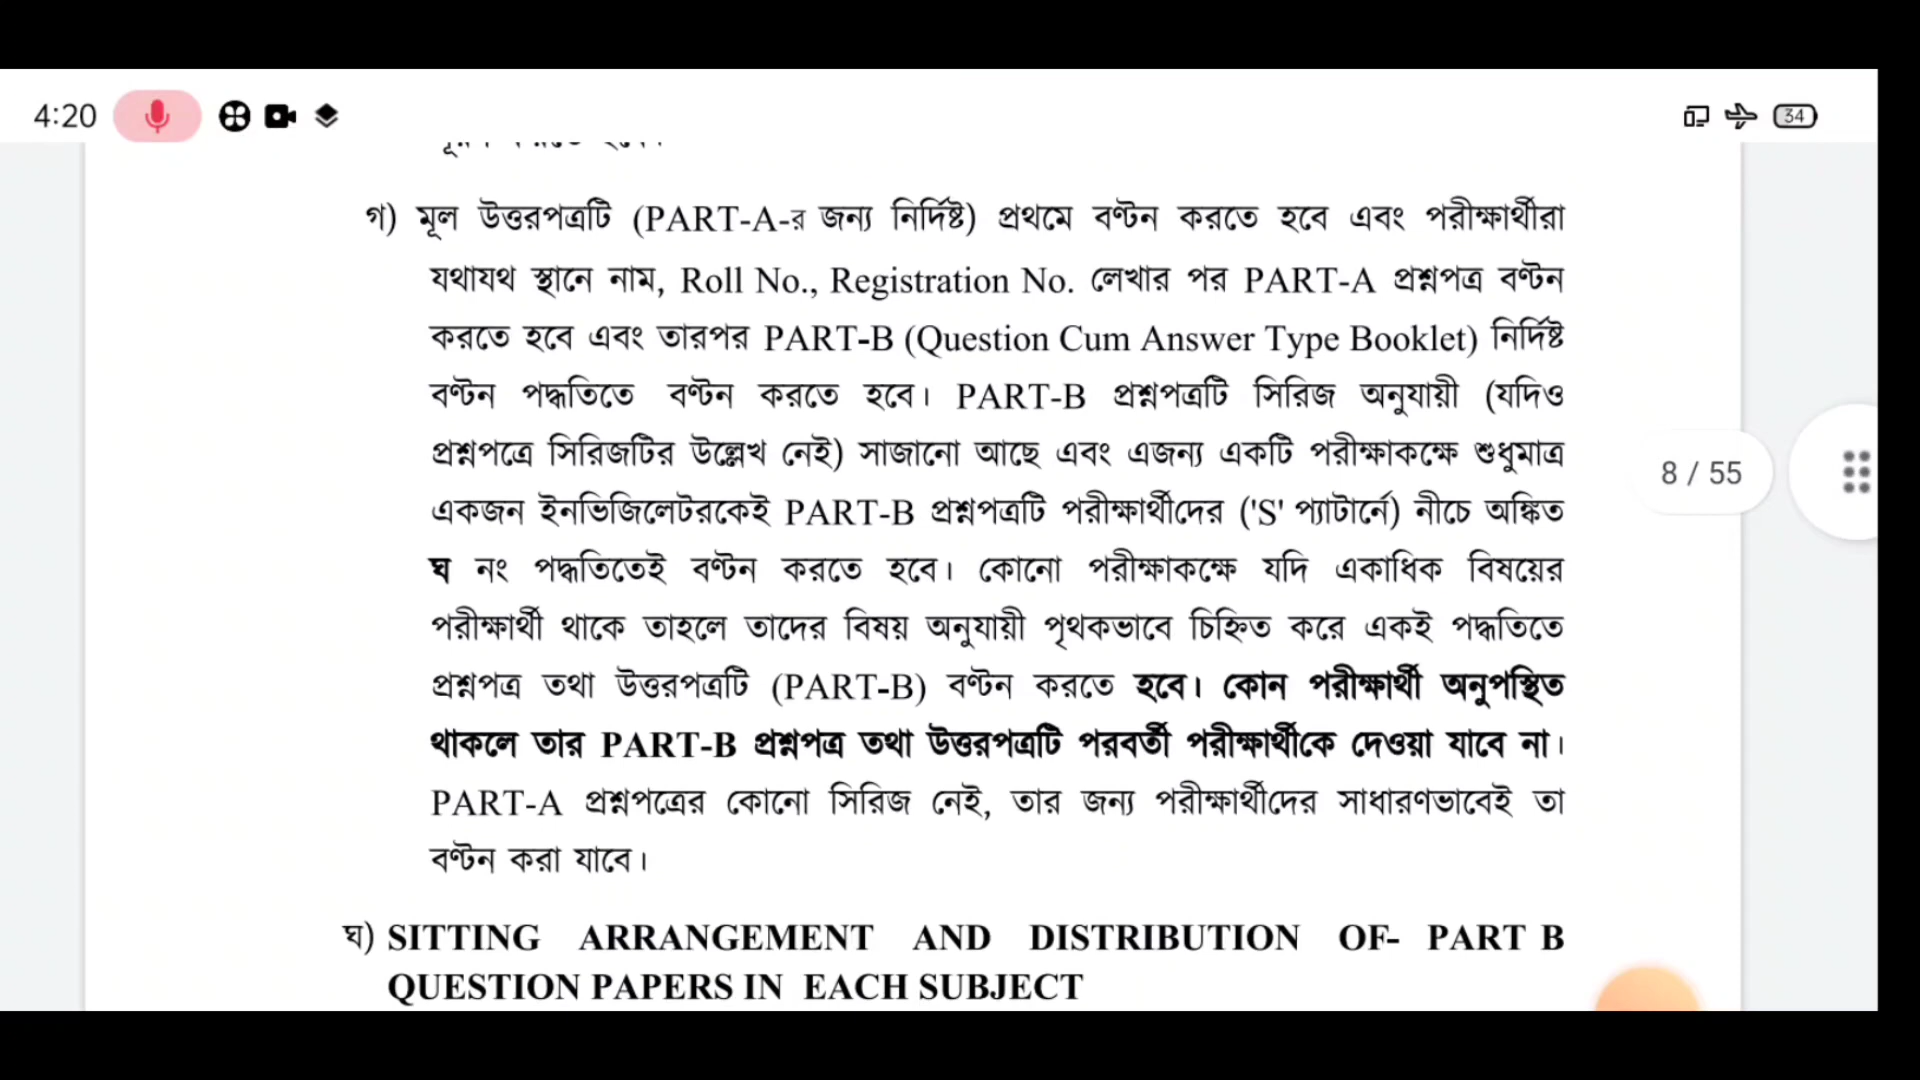 4:20
34
গ) মূল উত্তরপত্রটি (PART-A-র জন্য নির্দিষ্ট) প্রথমে বণ্টন করতে হবে এবং পরীক্ষার্থীরা
যথাযথ স্থানে নাম, Roll No., Registration No. লেখার পর PART-A প্রশ্নপত্র বণ্টন
করতে হবে এবং তারপর PART-B (Question Cum Answer Type Booklet) নির্দিষ্ট
বণ্টন পদ্ধতিতে বণ্টন করতে হবে। PART-B প্রশ্নপত্রটি সিরিজ অনুযায়ী (যদিও
প্রশ্নপত্রে সিরিজটির উল্লেখ নেই) সাজানো আছে এবং এজন্য একটি পরীক্ষাকক্ষে শুধুমাত্র
একজন ইনভিজিলেটরকেই PART-B প্রশ্নপত্রটি পরীক্ষার্থীদের ('S' প্যাটার্নে) নীচে অঙ্কিত
ঘ নং পদ্ধতিতেই বণ্টন করতে হবে। কোনো পরীক্ষাকক্ষে যদি একাধিক বিষয়ের
পরীক্ষার্থী থাকে তাহলে তাদের বিষয় অনুযায়ী পৃথকভাবে চিহ্নিত করে একই পদ্ধতিতে
প্রশ্নপত্র তথা উত্তরপত্রটি (PART-B) বণ্টন করতে হবে। কোন পরীক্ষার্থী অনুপস্থিত
থাকলে তার PART-B প্রশ্নপত্র তথা উত্তরপত্রটি পরবর্তী পরীক্ষার্থীকে দেওয়া যাবে না।
PART-A প্রশ্নপত্রের কোনো সিরিজ নেই, তার জন্য পরীক্ষার্থীদের সাধারণভাবেই তা
বণ্টন করা যাবে।
8 / 55
ঘ) SITTING ARRANGEMENT AND DISTRIBUTION OF- PART B
QUESTION PAPERS IN EACH SUBJECT